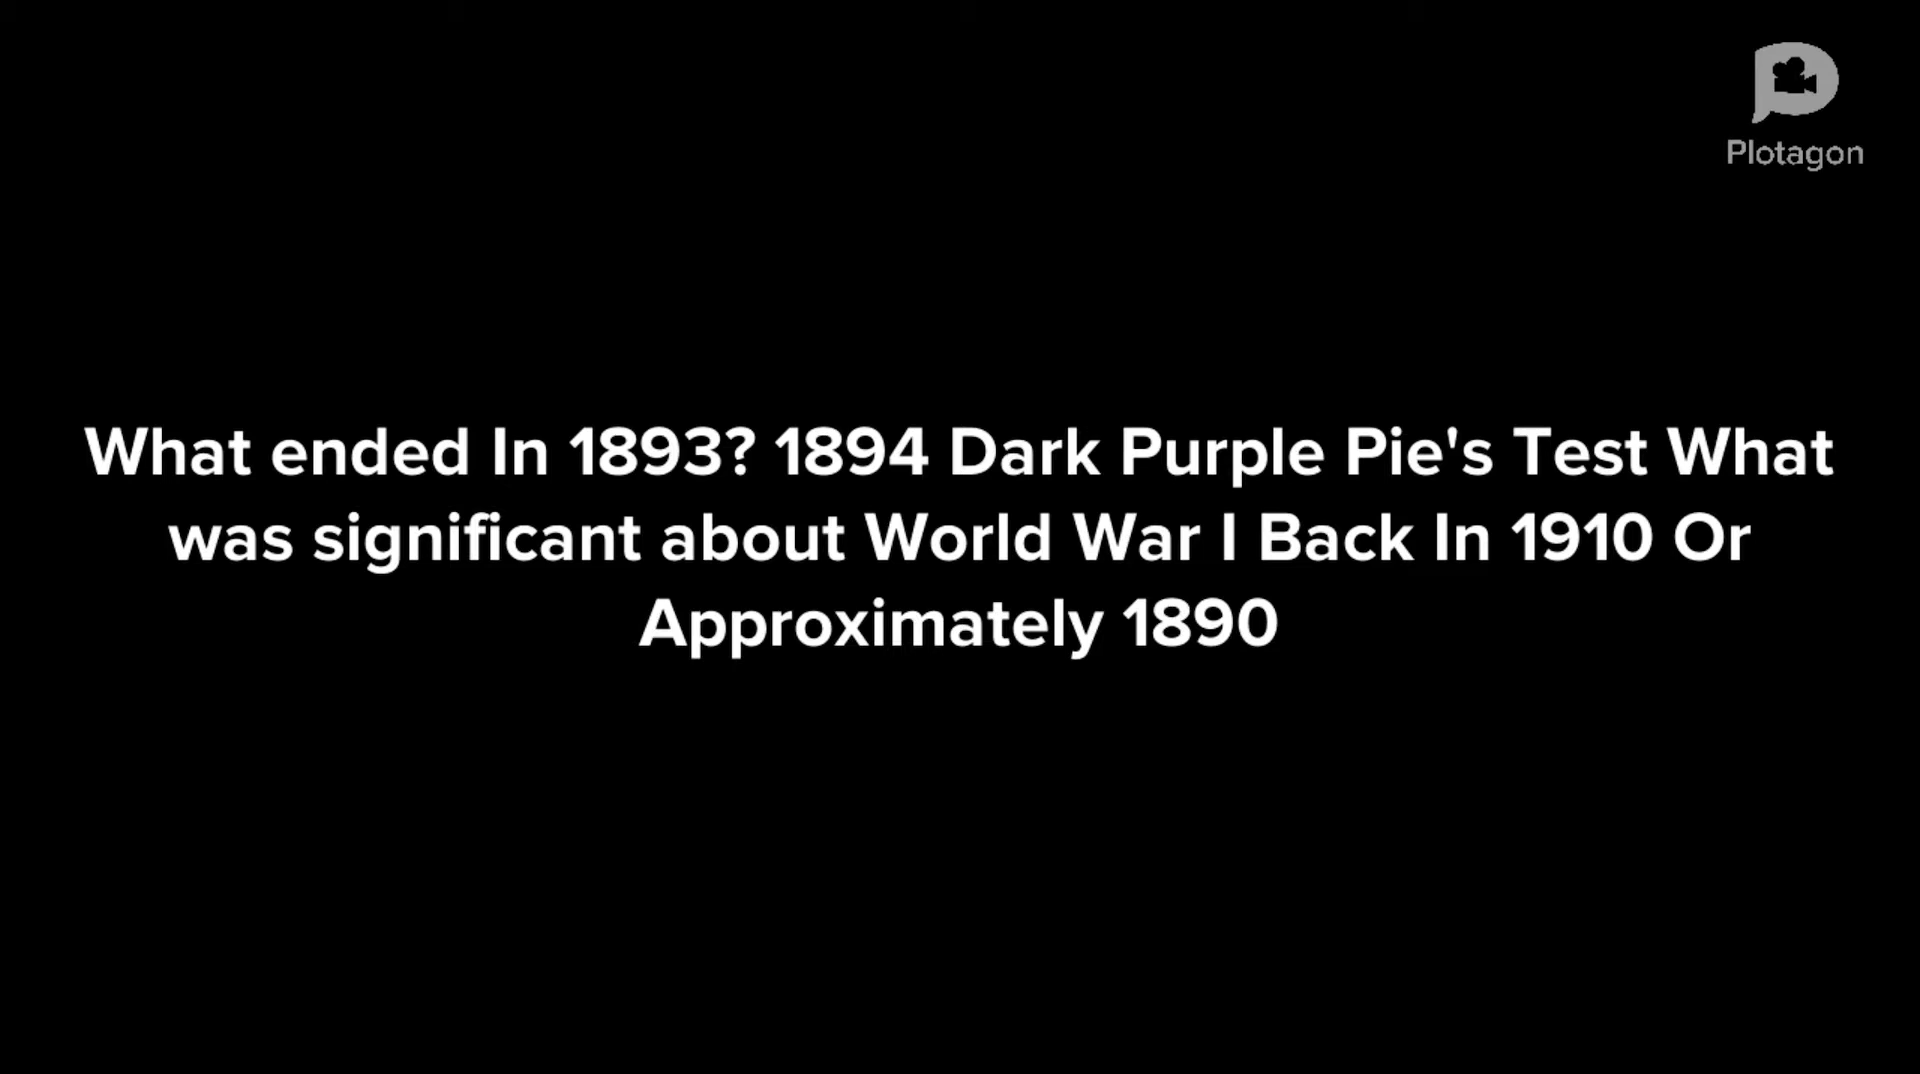 Plotagon
What ended In 1893? 1894 Dark Purple Pie's Test What
was significant about World War I Back In 1910 Or
Approximately 1890